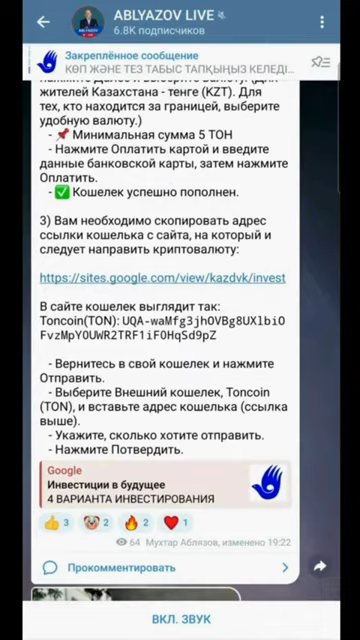 ABLYAZOV LIVE
6.8K подписчиков
Закреплённое сообщение
КӨП ЖӘНЕ ТЕЗ ТАБЫС ТАПҚЫҢЫЗ КЕЛЕДІ...
жителей Казахстана - тенге (KZT). Для
тех, кто находится за границей, выберите
удобную валюту.)
- 📌 Минимальная сумма 5 ТОН
- Нажмите Оплатить картой и введите
данные банковской карты, затем нажмите
Оплатить.
- ✅ Кошелек успешно пополнен.
3) Вам необходимо скопировать адрес
ссылки кошелька с сайта, на который и
следует направить криптовалюту:
https://sites.google.com/view/kazdvk/invest
В сайте кошелек выглядит так:
Toncoin(TON): UQA-waMfg3jhOVBg8UXlbiO
FvzMpY0UWR2TRF1iF0HqSd9pZ
- Вернитесь в свой кошелек и нажмите
Отправить.
- Выберите Внешний кошелек, Toncoin
(TON), и вставьте адрес кошелька (ссылка
выше).
- Укажите, сколько хотите отправить.
- Нажмите Потвердить.
Google
Инвестиции в будущее
4 ВАРИАНТА ИНВЕСТИРОВАНИЯ
👍 3 🤡 2 🔥 2 ❤️ 1
64 Мухтар Аблязов, изменено 19:22
Прокомментировать
ВКЛ. ЗВУК